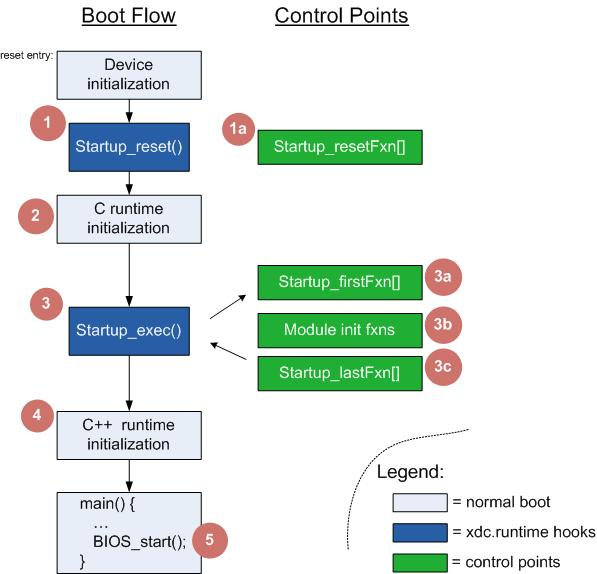 Boot Flow
Control Points
reset entry:
Device
initialization
1
Startup_reset()
1a
Startup_resetFxn[]
2
C runtime
initialization
3
Startup_exec()
Startup_firstFxn[]
3a
Module init fxns
3b
Startup_lastFxn[]
3c
4
C++ runtime
initialization
main() {
...
BIOS_start();
}
5
Legend:
= normal boot
= xdc.runtime hooks
= control points